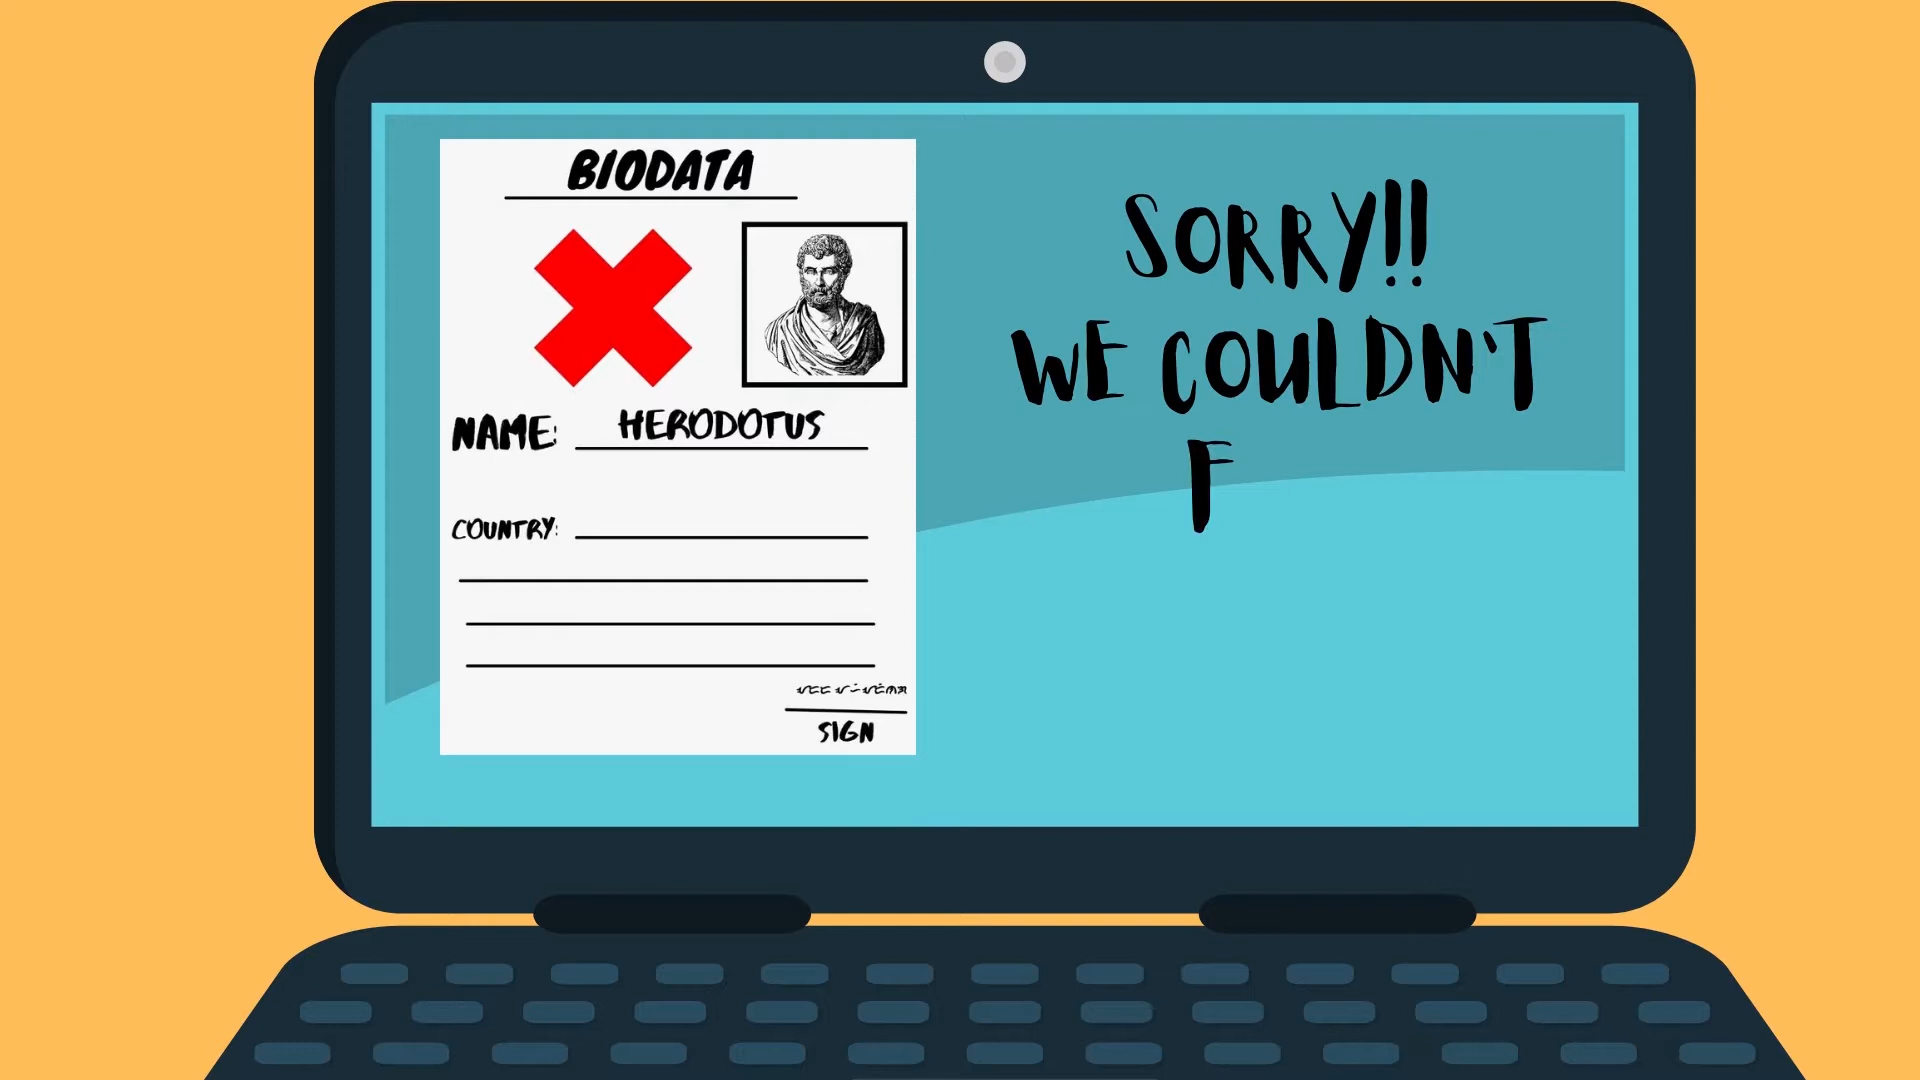 BIODATA
NAME: HERODOTUS
COUNTRY:
SIGN
SORRY!!
WE COULDN'T
F